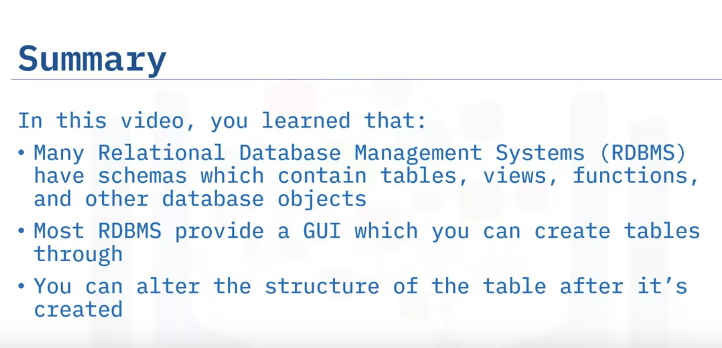 Summary
In this video, you learned that:
• Many Relational Database Management Systems (RDBMS)
have schemas which contain tables, views, functions,
and other database objects
• Most RDBMS provide a GUI which you can create tables
through
• You can alter the structure of the table after it’s
created